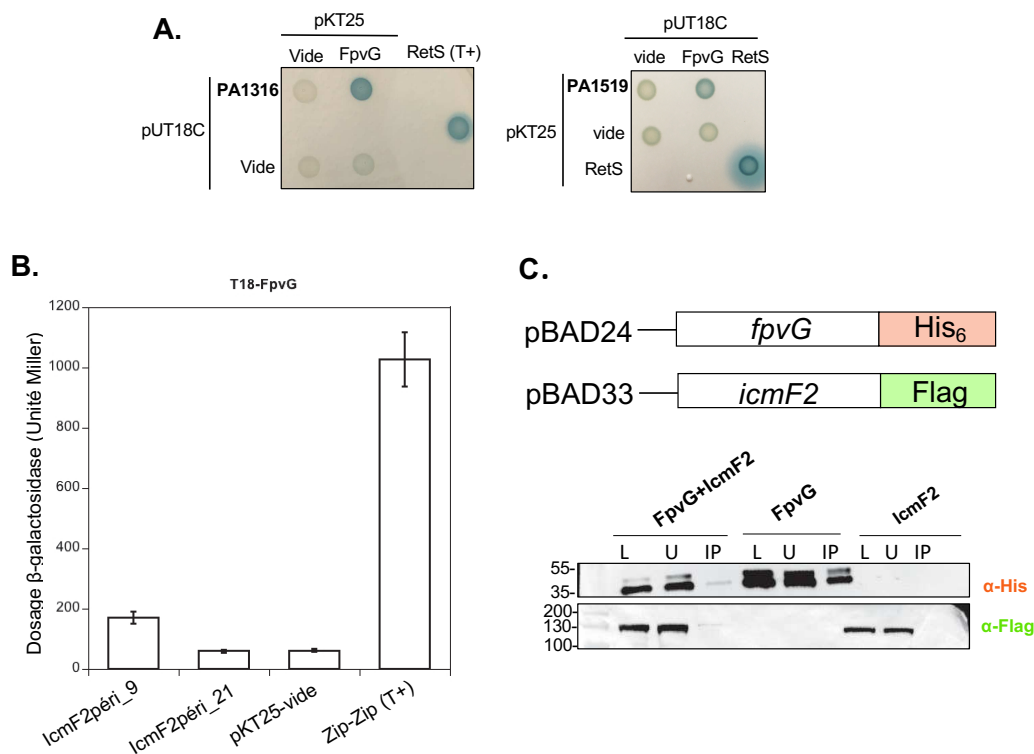 A.
pKT25
Vide FpvG RetS (T+)
PA1316
pUT18C
Vide
pUT18C
vide FpvG RetS
PA1519
pKT25
vide
RetS
B.
T18-FpvG
Dosage β-galactosidase (Unité Miller)
1200
1000
800
600
400
200
0
IcmF2péri_9
IcmF2péri_21
pKT25-vide
Zip-Zip (T+)
C.
pBAD24 fpvG His6
pBAD33 icmF2 Flag
FpvG+IcmF2 FpvG IcmF2
L U IP L U IP L U IP
55-
35-
α-His
200-
130-
100-
α-Flag